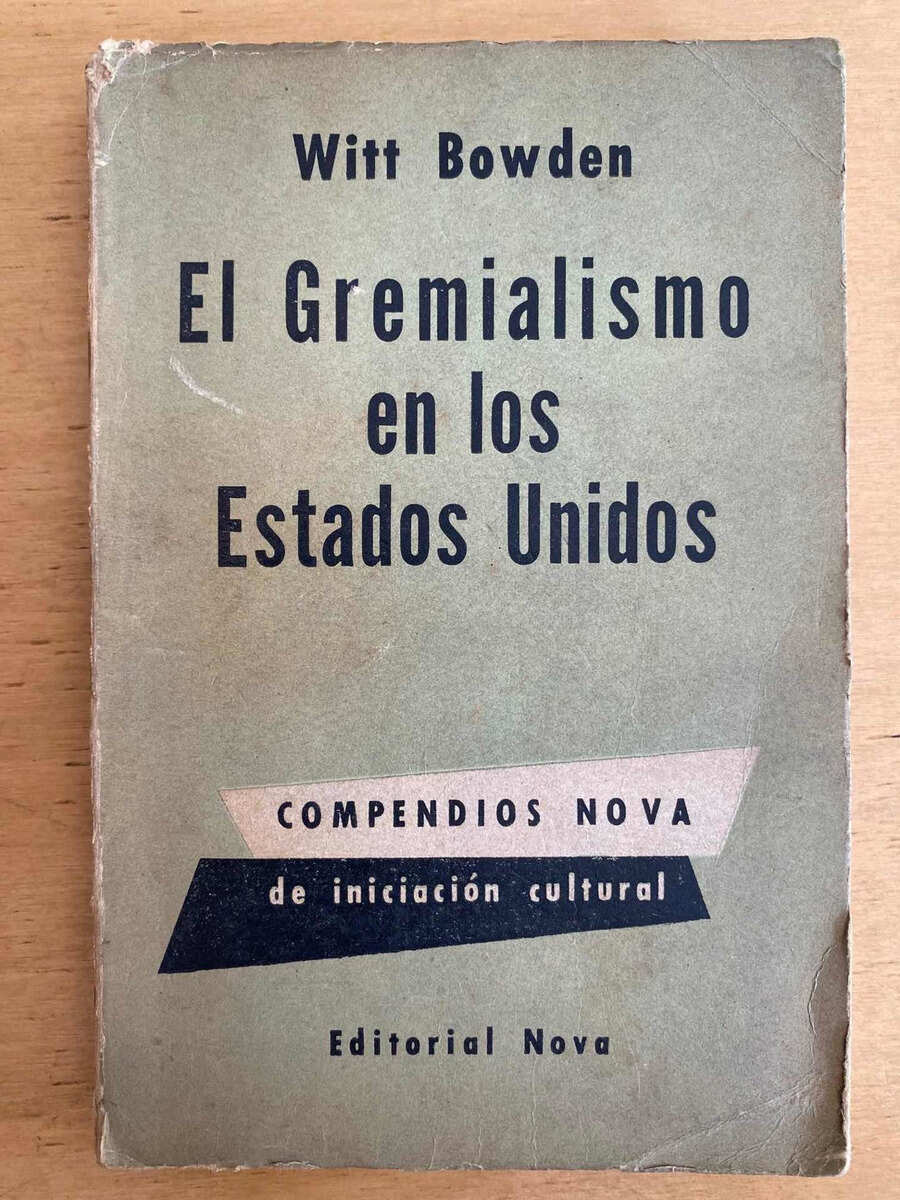 Witt Bowden
El Gremialismo
en los
Estados Unidos
COMPENDIOS NOVA
de iniciación cultural
Editorial Nova